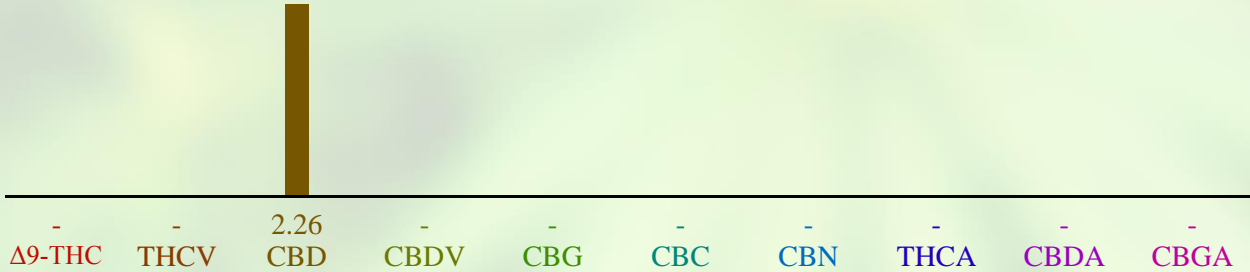 - - 2.26 - - - - - - -
Δ9-THC THCV CBD CBDV CBG CBC CBN THCA CBDA CBGA